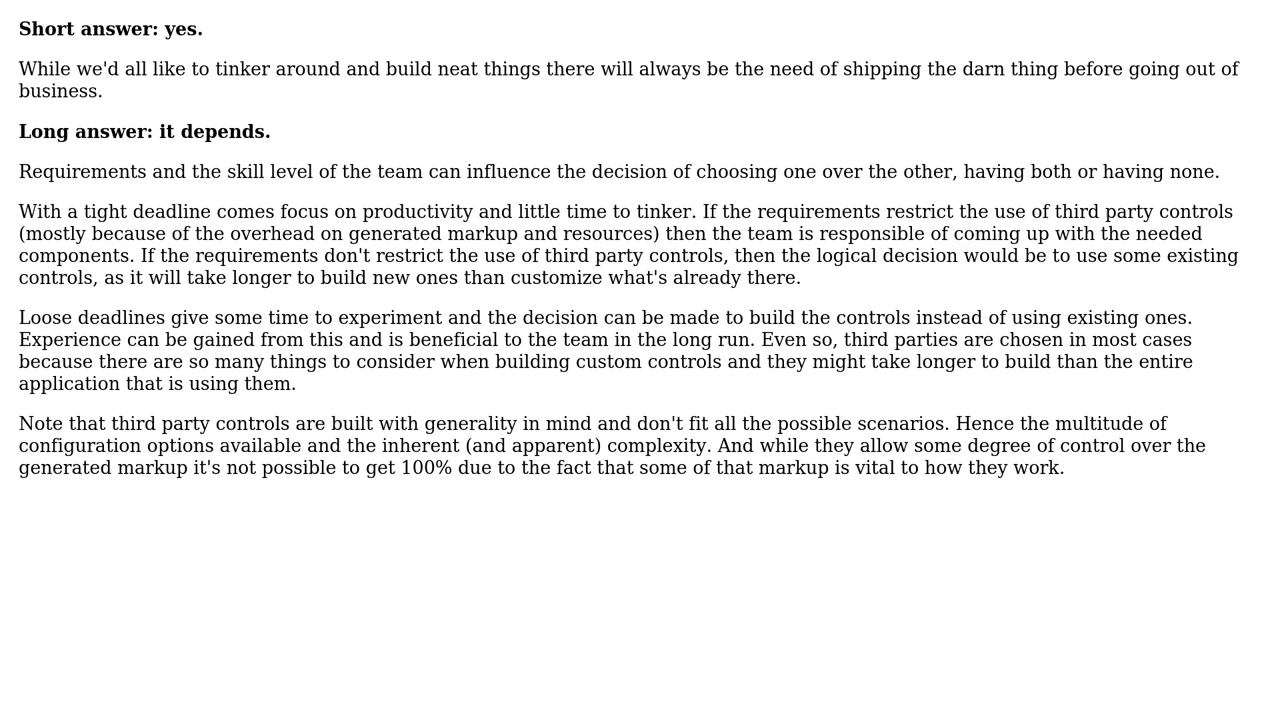 Short answer: yes.
While we'd all like to tinker around and build neat things there will always be the need of shipping the darn thing before going out of
business.
Long answer: it depends.
Requirements and the skill level of the team can influence the decision of choosing one over the other, having both or having none.
With a tight deadline comes focus on productivity and little time to tinker. If the requirements restrict the use of third party controls
(mostly because of the overhead on generated markup and resources) then the team is responsible of coming up with the needed
components. If the requirements don't restrict the use of third party controls, then the logical decision would be to use some existing
controls, as it will take longer to build new ones than customize what's already there.
Loose deadlines give some time to experiment and the decision can be made to build the controls instead of using existing ones.
Experience can be gained from this and is beneficial to the team in the long run. Even so, third parties are chosen in most cases
because there are so many things to consider when building custom controls and they might take longer to build than the entire
application that is using them.
Note that third party controls are built with generality in mind and don't fit all the possible scenarios. Hence the multitude of
configuration options available and the inherent (and apparent) complexity. And while they allow some degree of control over the
generated markup it's not possible to get 100% due to the fact that some of that markup is vital to how they work.